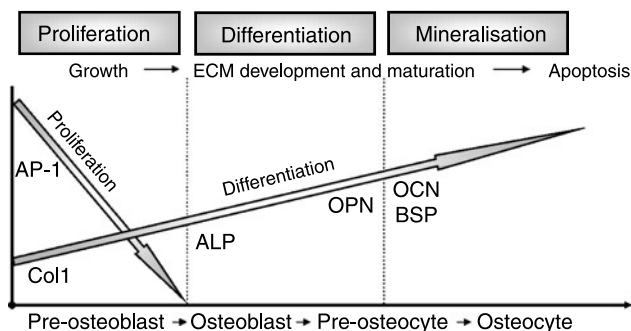 Proliferation Differentiation Mineralisation
Growth → ECM development and maturation → Apoptosis
Proliferation
AP-1
Differentiation
OPN OCN
BSP
ALP
Col1
Pre-osteoblast → Osteoblast → Pre-osteocyte → Osteocyte